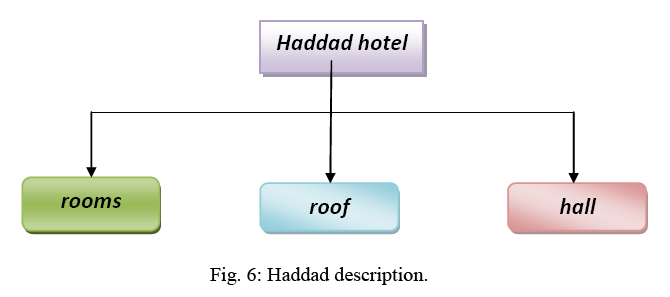 Haddad hotel
rooms
roof
hall
Fig. 6: Haddad description.